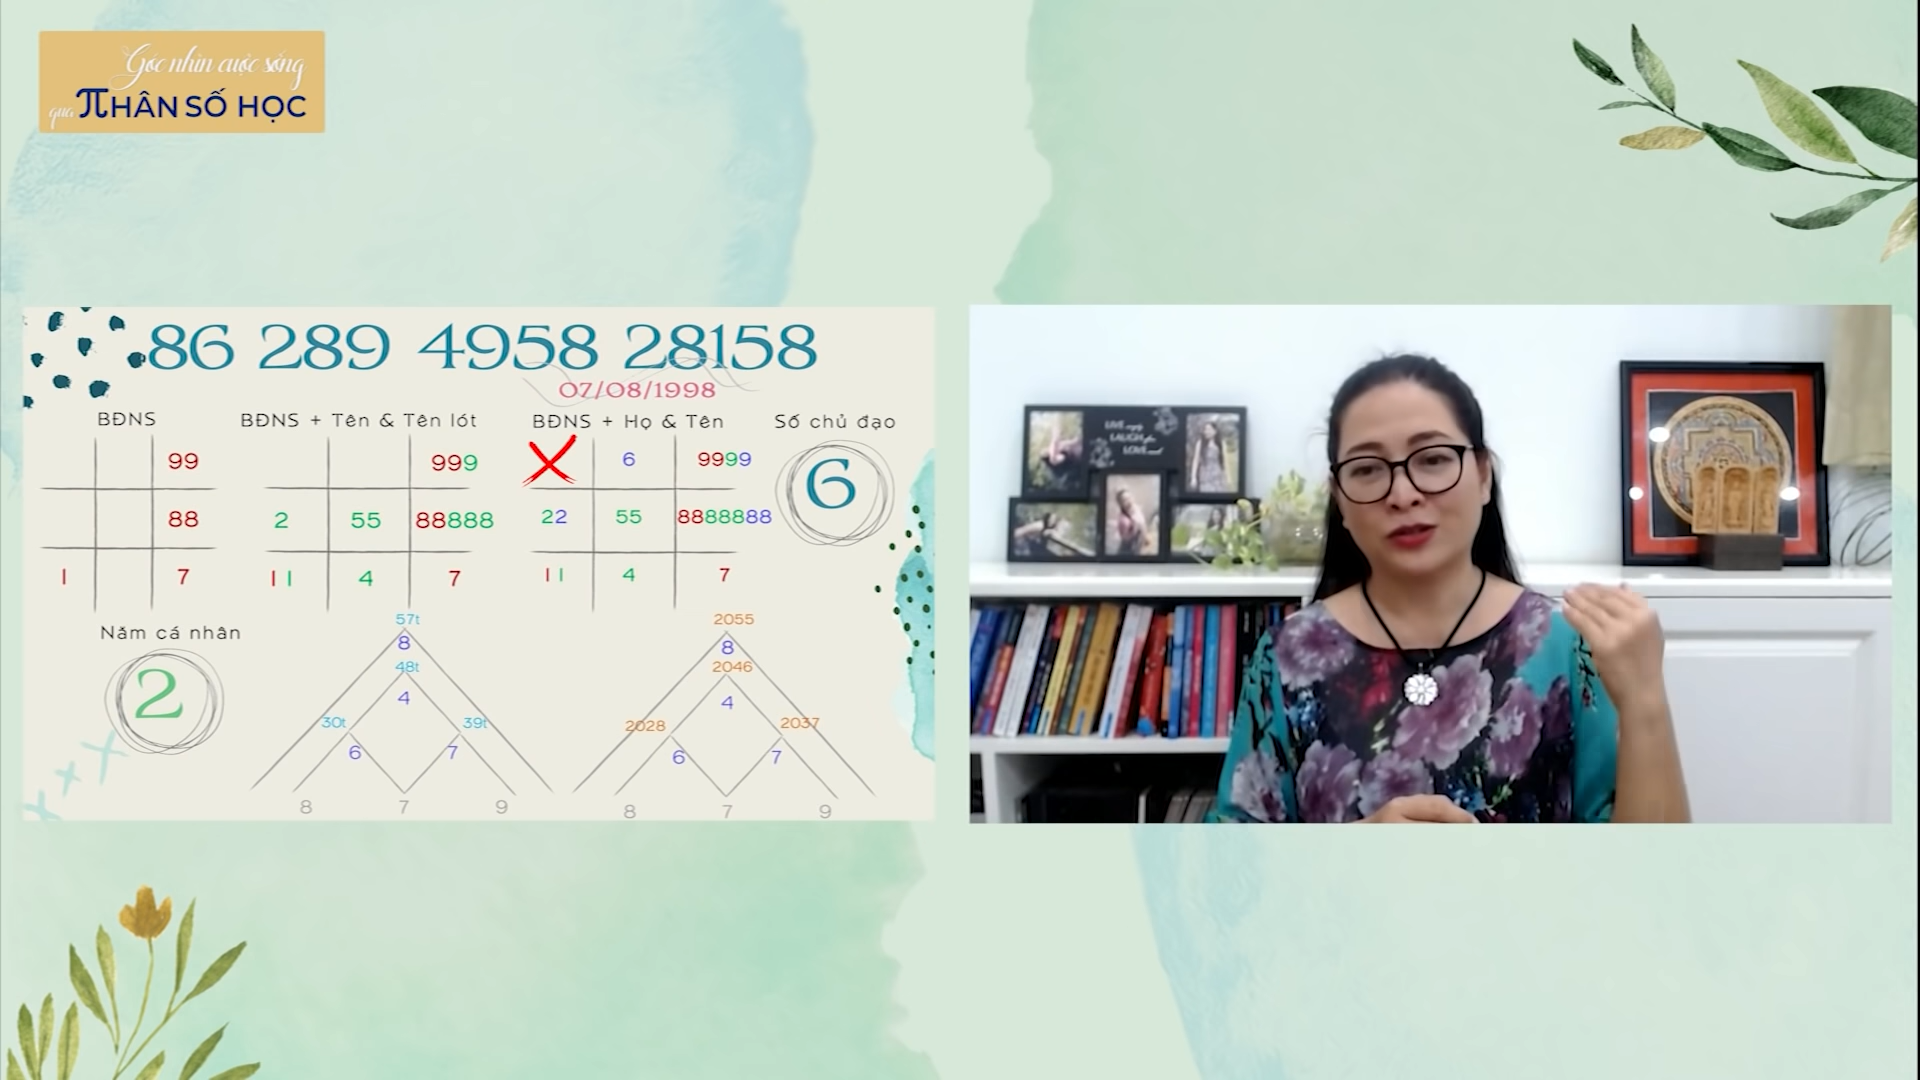 Góc nhìn cuộc sống
qua πHÂN SỐ HỌC
86 289 4958 28158
07/08/1998
BĐNS
BĐNS + Tên & Tên lót
BĐNS + Họ & Tên
Số chủ đạo
99
999
6
9999
6
88
2
55
88888
22
55
8888888
1
7
11
4
7
11
4
7
Năm cá nhân
2
57t
8
48t
4
30t
39t
6
7
8
7
9
2055
8
2046
4
2028
2037
6
7
8
7
9
LIVE
LAUGH
LOVE